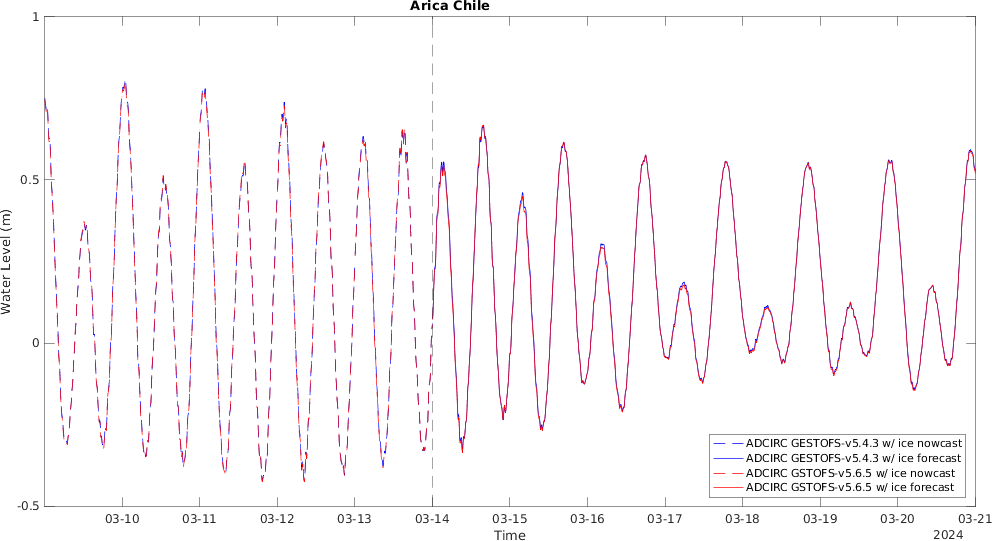 Arica Chile
1
0.5
0
-0.5
Water Level (m)
ADCIRC GESTOFS-v5.4.3 w/ ice nowcast
ADCIRC GESTOFS-v5.4.3 w/ ice forecast
ADCIRC GSTOFS-v5.6.5 w/ ice nowcast
ADCIRC GSTOFS-v5.6.5 w/ ice forecast
03-10 03-11 03-12 03-13 03-14 03-15 03-16 03-17 03-18 03-19 03-20 03-21
Time
2024